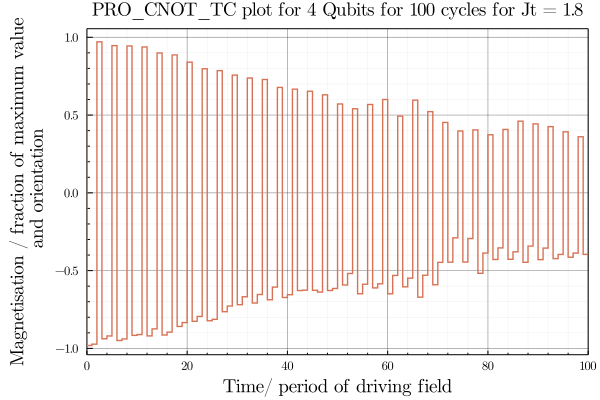 PRO_CNOT_TC plot for 4 Qubits for 100 cycles for Jt = 1.8
Magnetisation / fraction of maximum value
and orientation
1.0
0.5
0.0
−0.5
−1.0
0 20 40 60 80 100
Time/ period of driving field